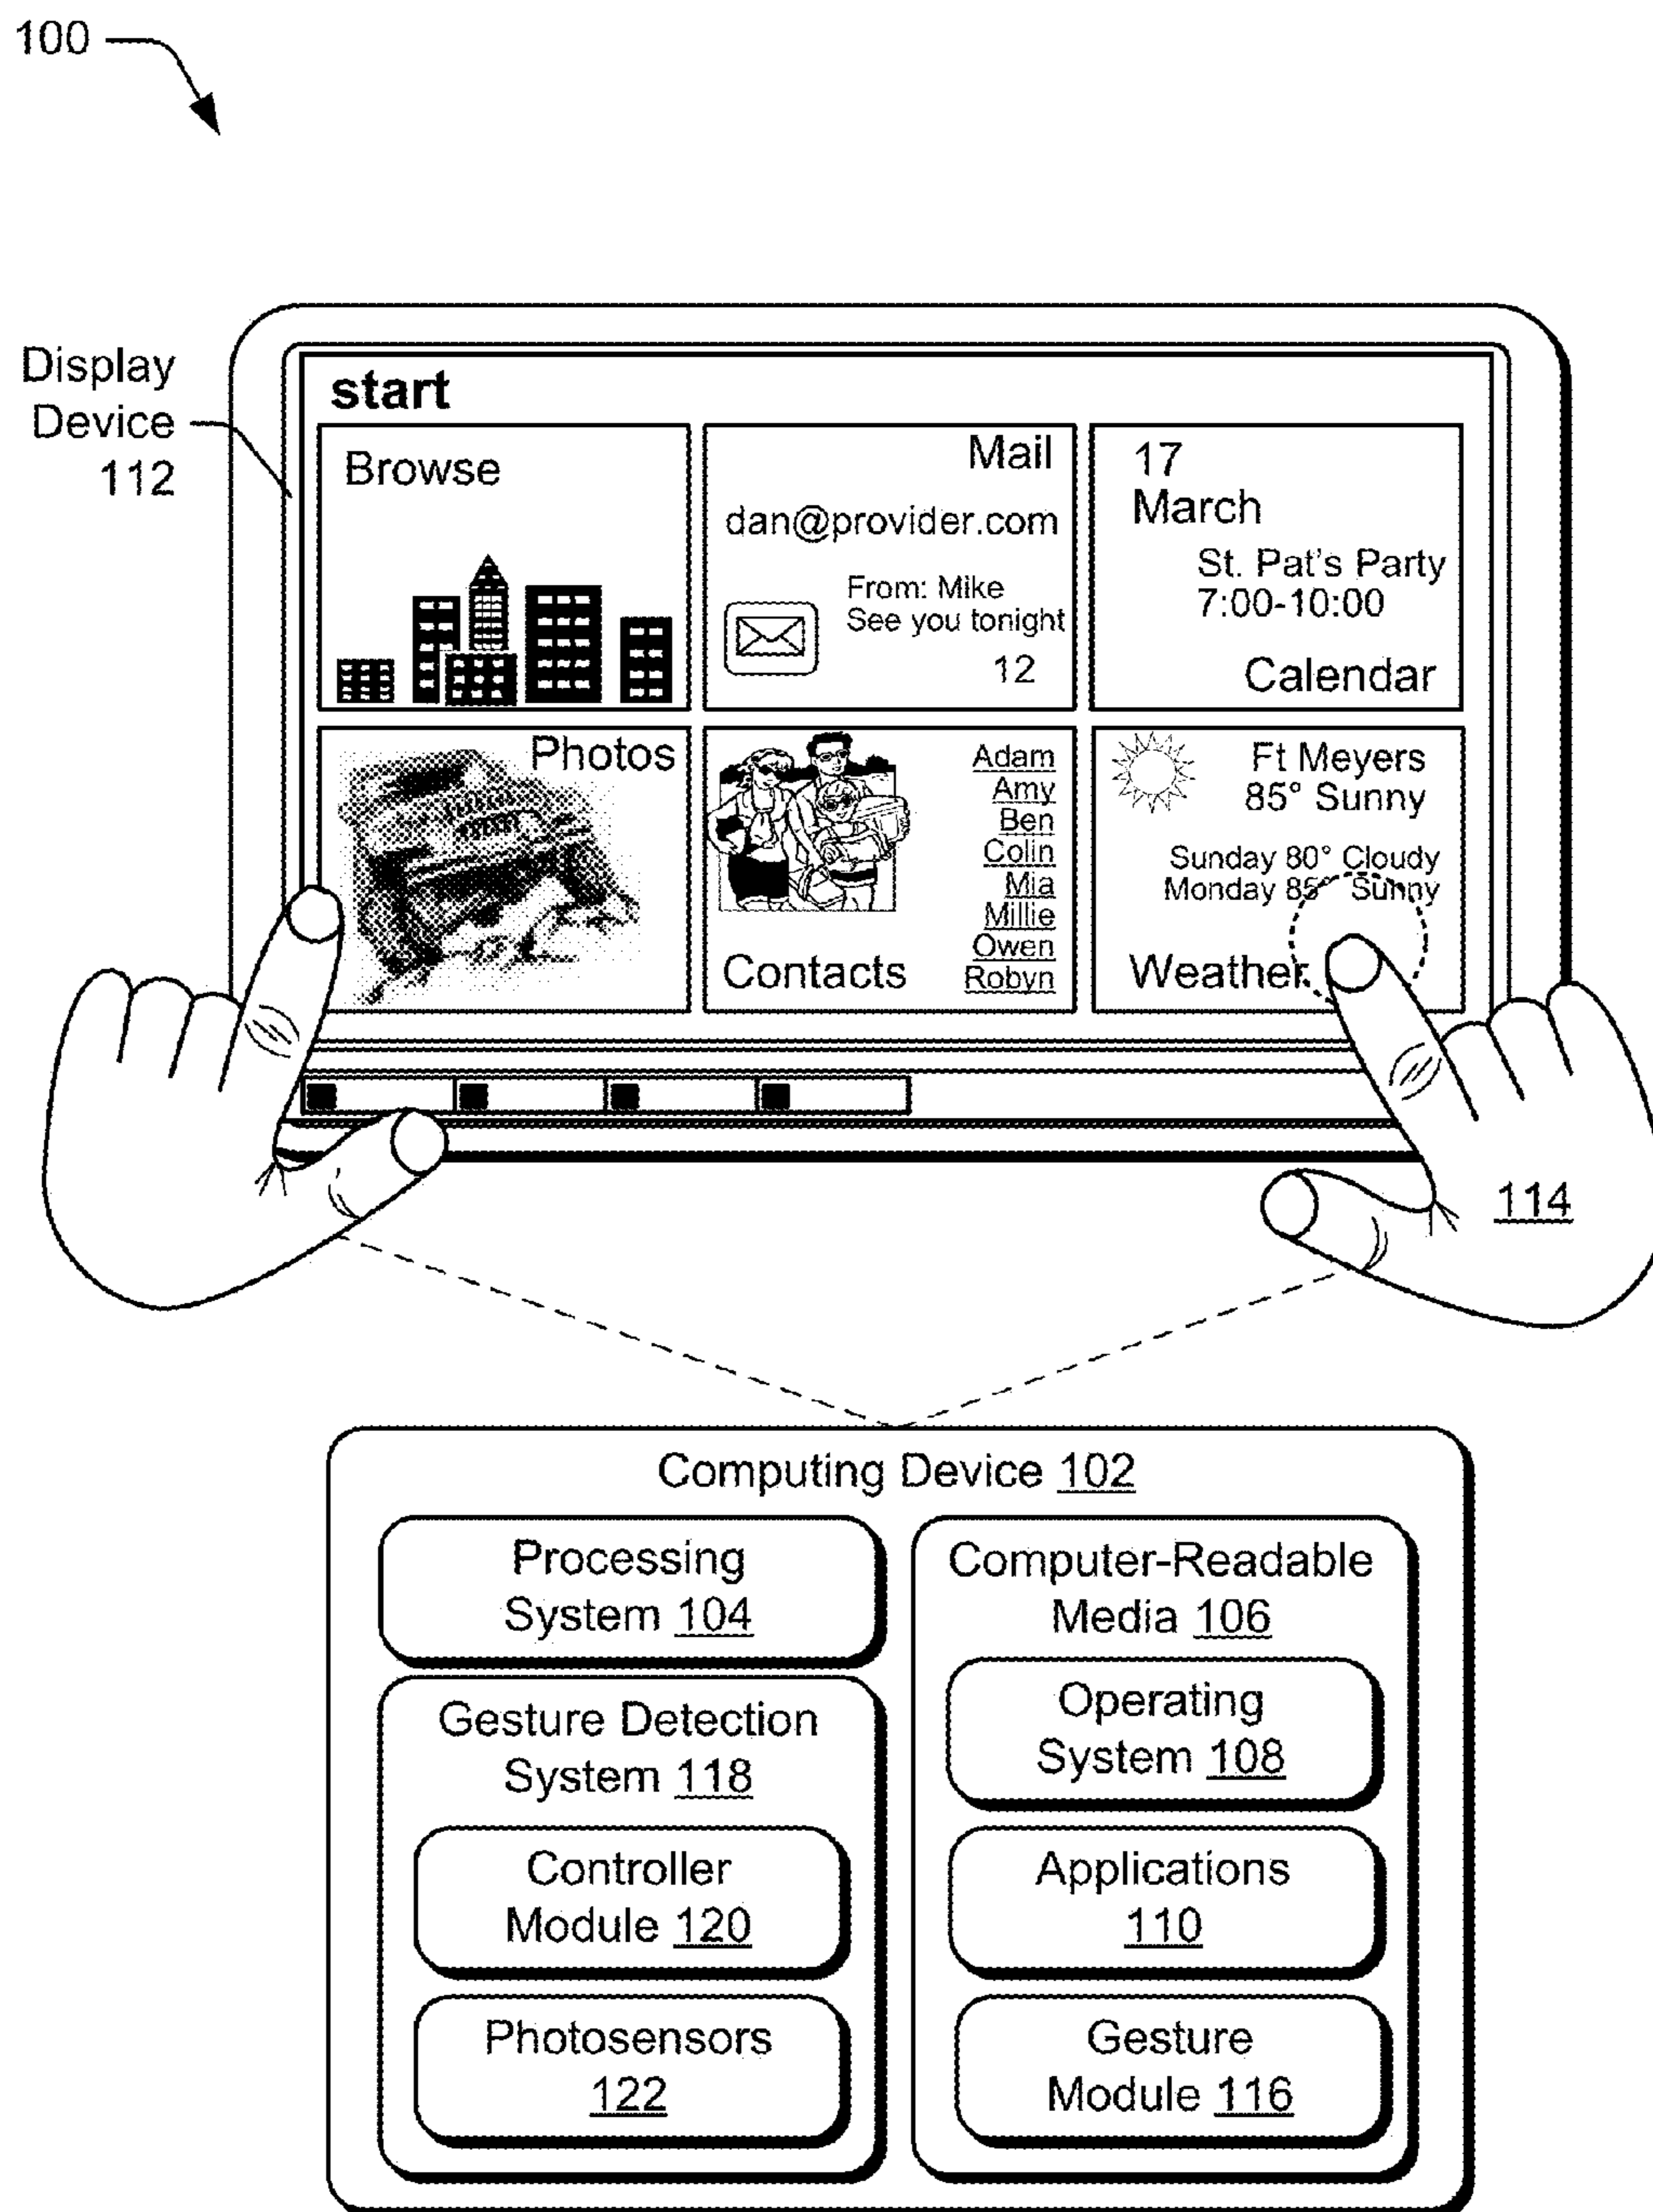 100
Display
Device
112
start
Browse
Mail
dan@provider.com
From: Mike
See you tonight
12
17
March
St. Pat's Party
7:00-10:00
Calendar
Photos
Contacts
Adam
Amy
Ben
Colin
Mia
Millie
Owen
Robyn
Ft Meyers
85° Sunny
Sunday 80° Cloudy
Monday 85° Sunny
Weather
114
Computing Device 102
Processing
System 104
Gesture Detection
System 118
Controller
Module 120
Photosensors
122
Computer-Readable
Media 106
Operating
System 108
Applications
110
Gesture
Module 116